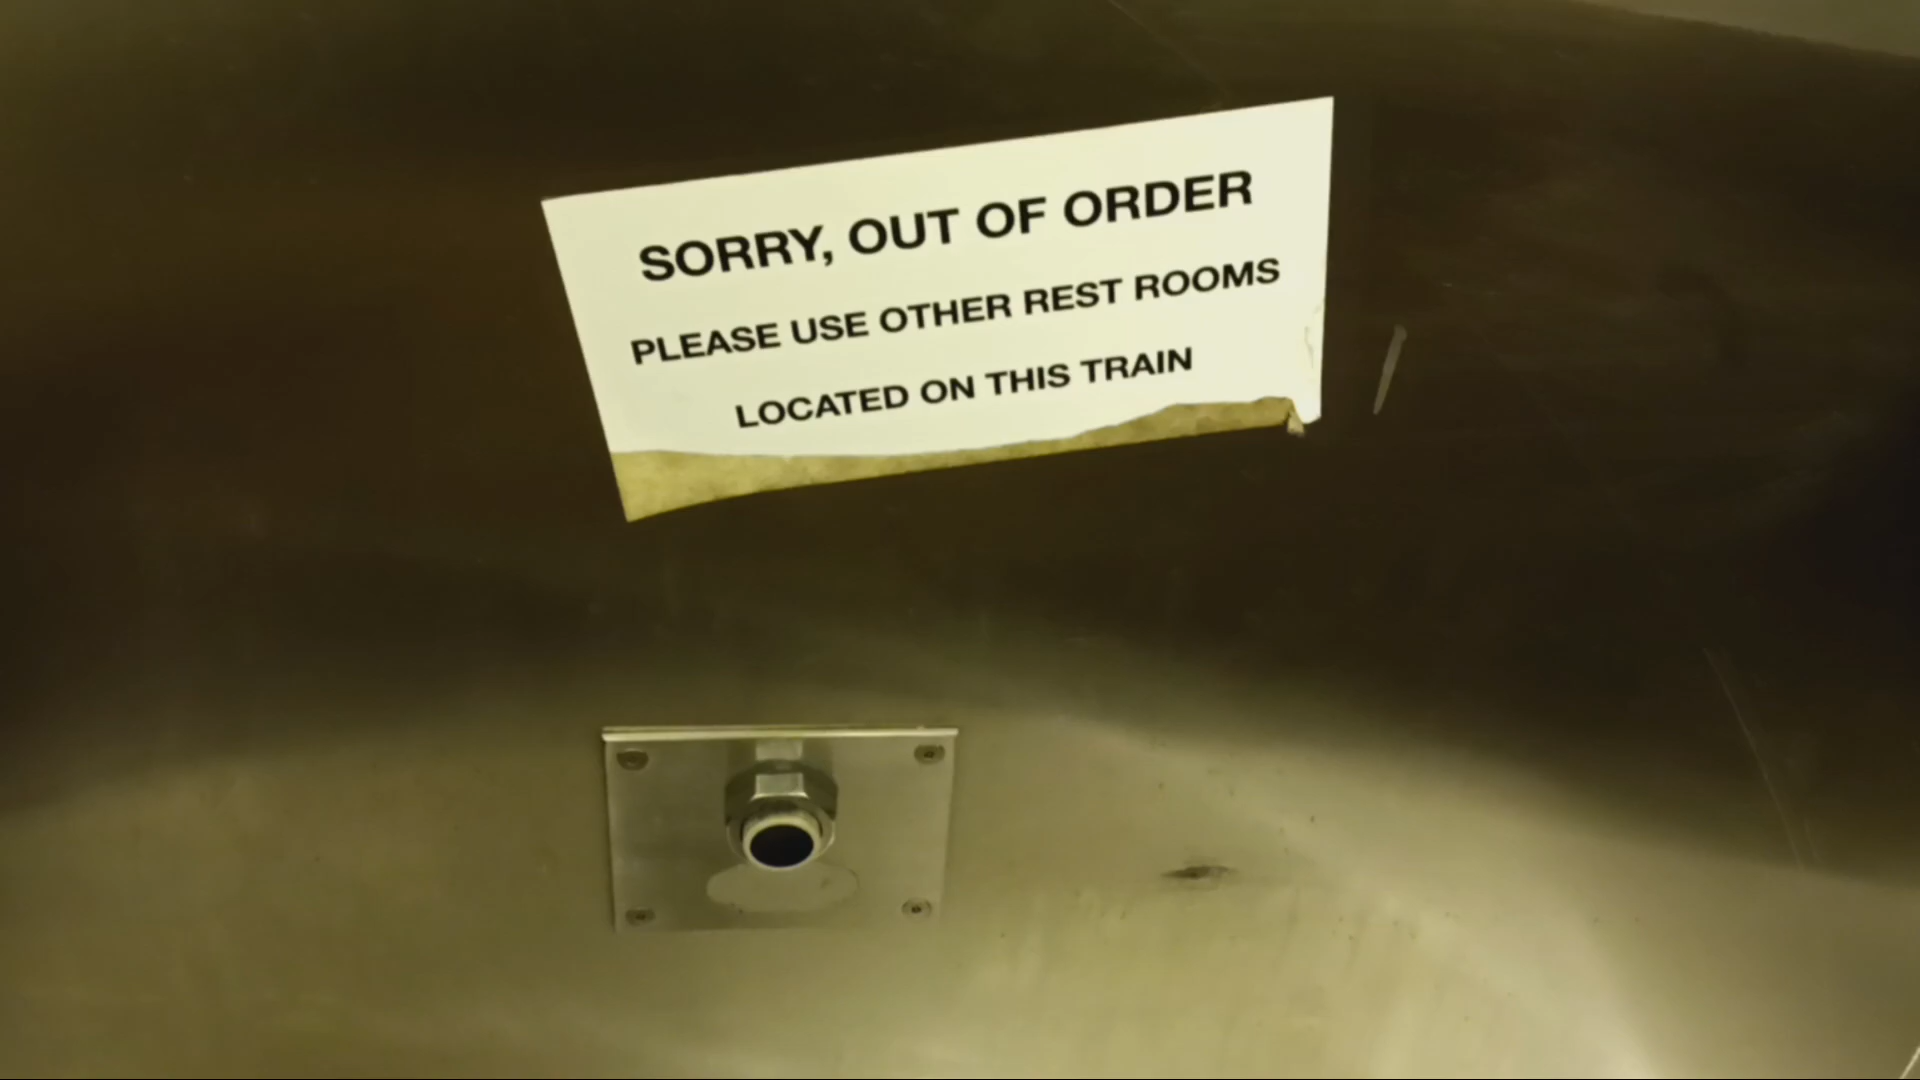 SORRY, OUT OF ORDER
PLEASE USE OTHER REST ROOMS
LOCATED ON THIS TRAIN